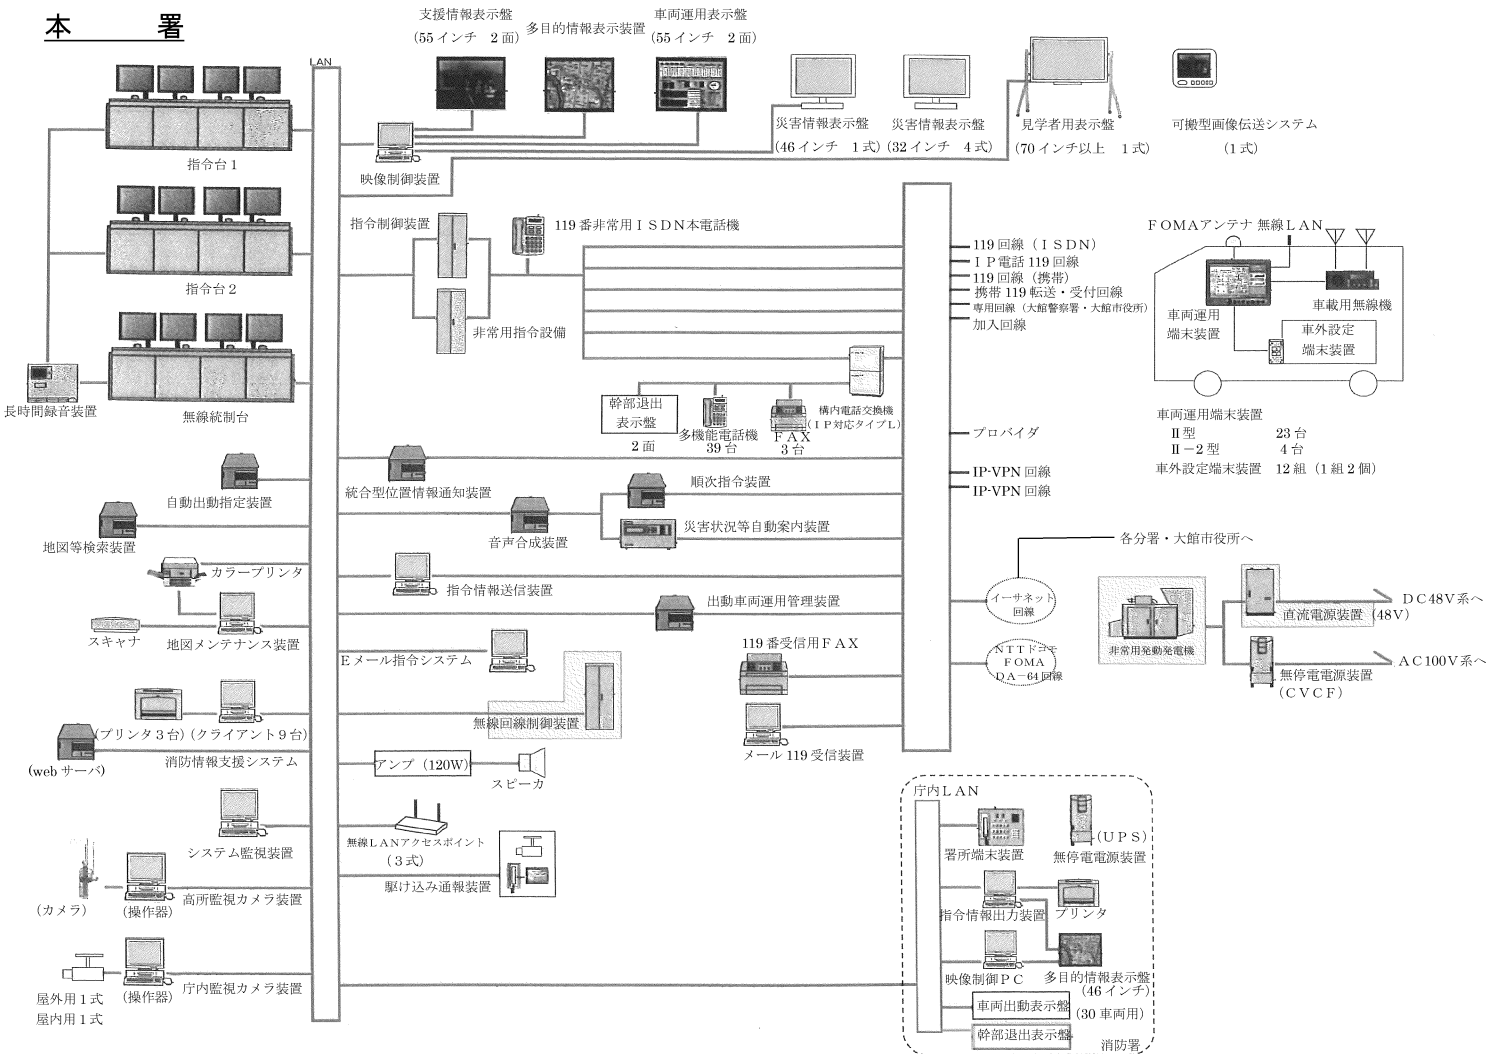 本　署
LAN
支援情報表示盤
（55インチ　2面）
多目的情報表示装置
車両運用表示盤
（55インチ　2面）
災害情報表示盤
（46インチ　1式）
災害情報表示盤
（32インチ　4式）
見学者用表示盤
（70インチ以上　1式）
可搬型画像伝送システム
（1式）
指令台1
指令台2
無線統制台
長時間録音装置
映像制御装置
指令制御装置
119番非常用ISDN本電話機
非常用指令設備
119回線（ISDN）
IP電話119回線
119回線（携帯）
携帯119転送・受付回線
専用回線（大館警察署・大館市役所）
加入回線
FOMAアンテナ 無線LAN
車両運用
端末装置
車載用無線機
車外設定
端末装置
車両運用端末装置
Ⅱ型　23台
Ⅱ－2型　4台
車外設定端末装置　12組（1組2個）
幹部退出
表示盤
2面
多機能電話機
39台
FAX
3台
構内電話交換機
（IP対応タイプL）
プロバイダ
IP-VPN回線
IP-VPN回線
自動出動指定装置
地図等検索装置
カラープリンタ
スキャナ
地図メンテナンス装置
統合型位置情報通知装置
音声合成装置
順次指令装置
災害状況等自動案内装置
指令情報送信装置
出動車両運用管理装置
Eメール指令システム
119番受信用FAX
無線回線制御装置
メール119受信装置
各分署・大館市役所へ
イーサネット
回線
NTTドコモ
FOMA
DA－64回線
非常用発動発電機
直流電源装置（48V）
DC48V系へ
無停電電源装置
（CVCF）
AC100V系へ
（プリンタ3台）（クライアント9台）
（webサーバ）
消防情報支援システム
アンプ（120W）
スピーカ
システム監視装置
無線LANアクセスポイント
（3式）
駆け込み通報装置
（カメラ）
（操作器）
高所監視カメラ装置
屋外用1式
屋内用1式
（操作器）
庁内監視カメラ装置
庁内LAN
署所端末装置
（UPS）
無停電電源装置
指令情報出力装置
プリンタ
映像制御PC
多目的情報表示盤
（46インチ）
車両出動表示盤
（30車両用）
幹部退出表示盤
消防署